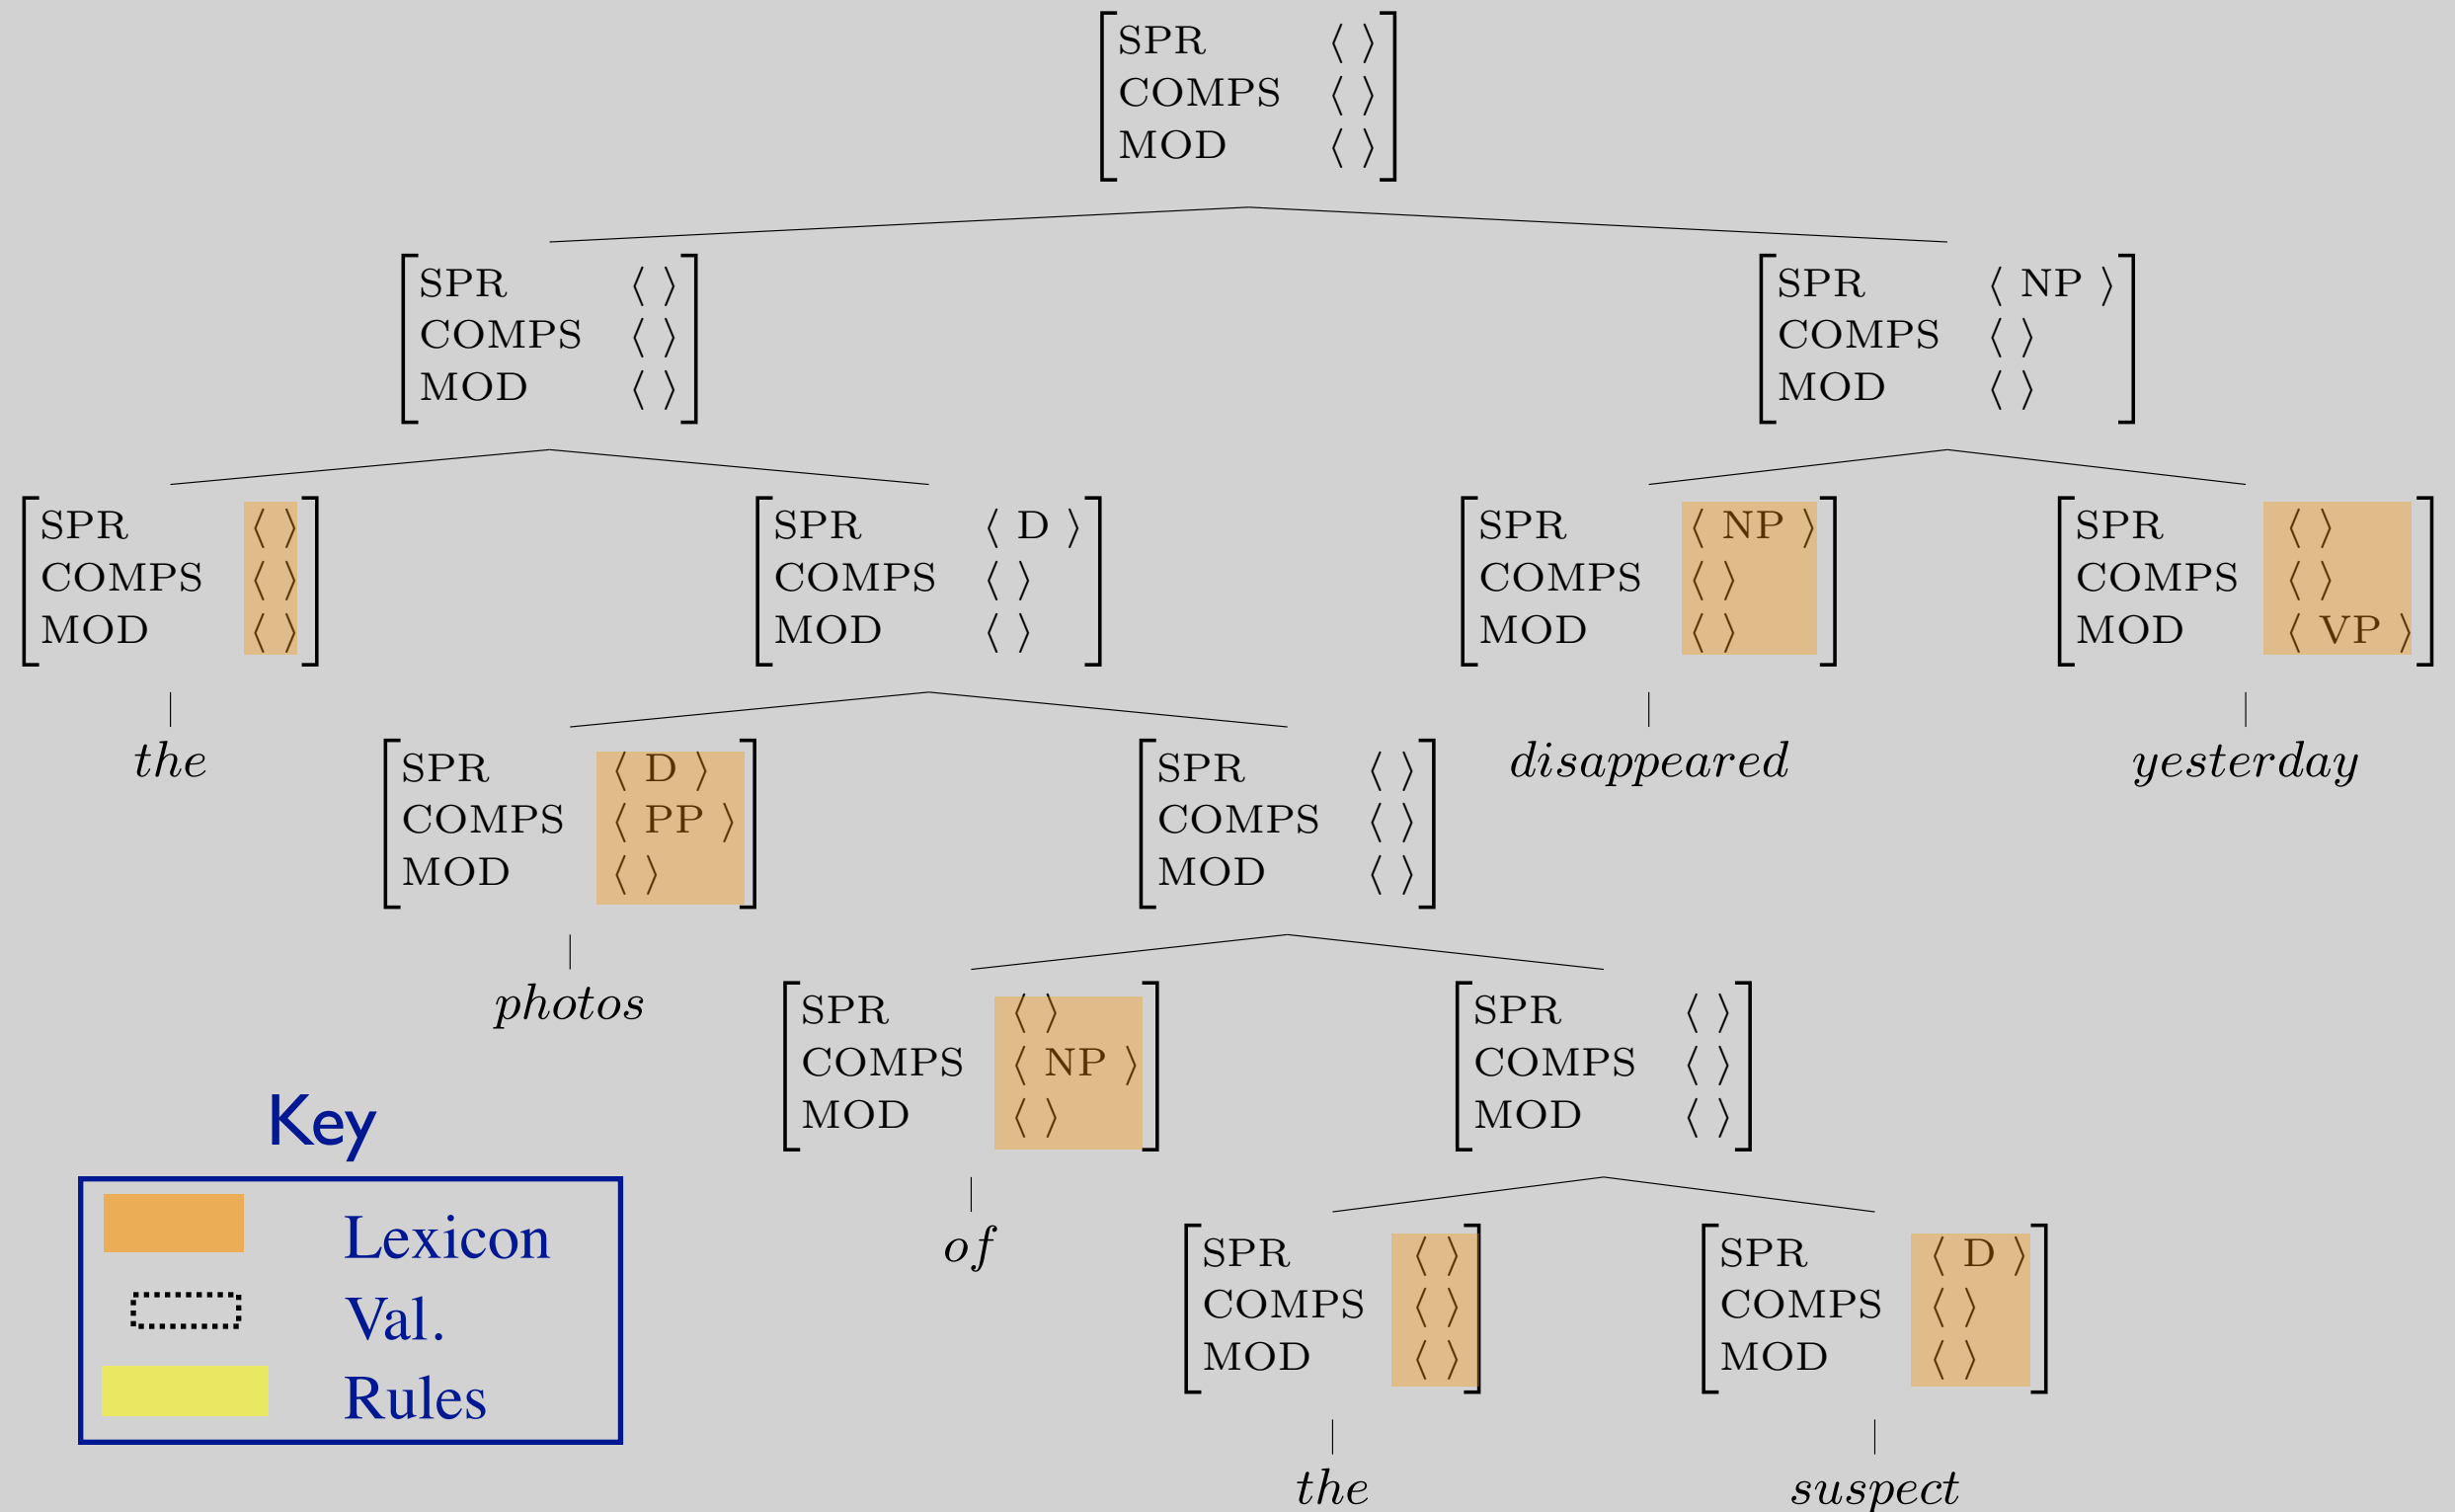 SPR ⟨ ⟩
COMPS ⟨ ⟩
MOD ⟨ ⟩
SPR ⟨ ⟩
COMPS ⟨ ⟩
MOD ⟨ ⟩
SPR ⟨ NP ⟩
COMPS ⟨ ⟩
MOD ⟨ ⟩
SPR ⟨ ⟩
COMPS ⟨ ⟩
MOD ⟨ ⟩
the
SPR ⟨ D ⟩
COMPS ⟨ ⟩
MOD ⟨ ⟩
SPR ⟨ NP ⟩
COMPS ⟨ ⟩
MOD ⟨ ⟩
disappeared
SPR ⟨ ⟩
COMPS ⟨ ⟩
MOD ⟨ VP ⟩
yesterday
SPR ⟨ D ⟩
COMPS ⟨ PP ⟩
MOD ⟨ ⟩
photos
SPR ⟨ ⟩
COMPS ⟨ ⟩
MOD ⟨ ⟩
SPR ⟨ ⟩
COMPS ⟨ NP ⟩
MOD ⟨ ⟩
of
SPR ⟨ ⟩
COMPS ⟨ ⟩
MOD ⟨ ⟩
SPR ⟨ ⟩
COMPS ⟨ ⟩
MOD ⟨ ⟩
the
SPR ⟨ D ⟩
COMPS ⟨ ⟩
MOD ⟨ ⟩
suspect
Key
Lexicon
Val.
Rules